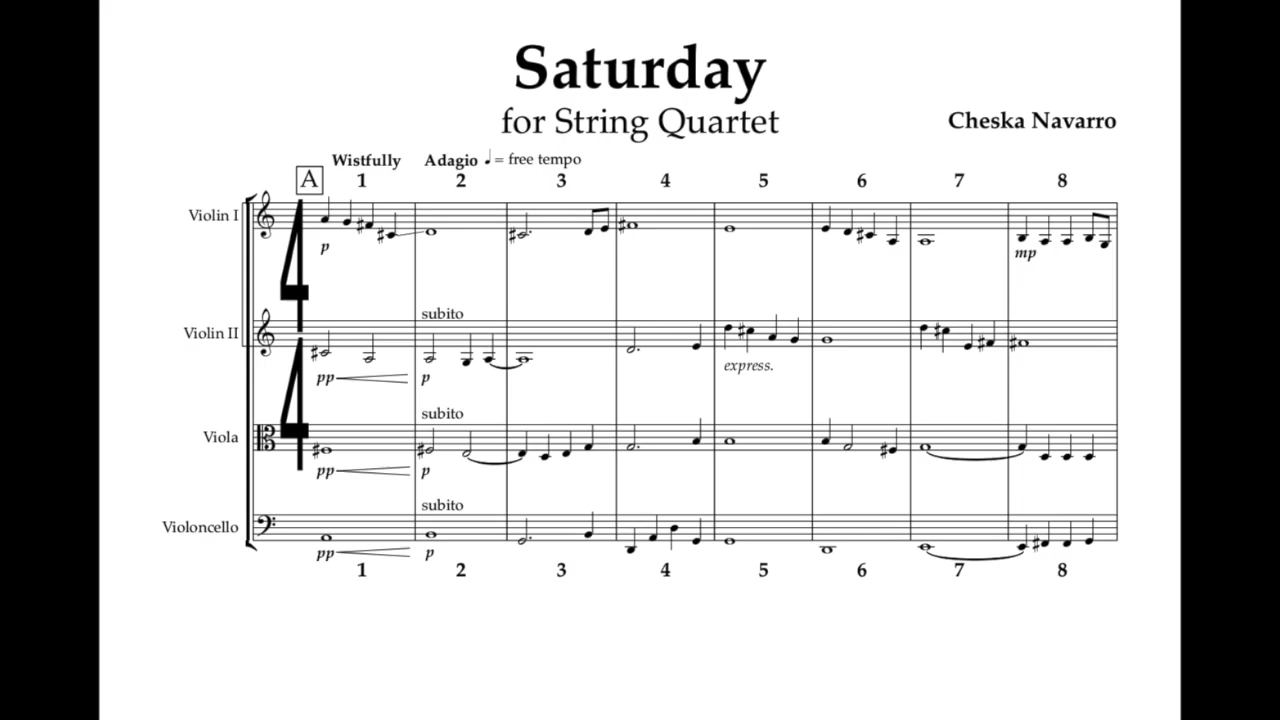 Saturday
for String Quartet
Cheska Navarro
Wistfully Adagio ♩ = free tempo
A 1 2 3 4 5 6 7 8
4
4
Violin I
p
mp
subito
Violin II
pp p express.
subito
Viola
pp p
subito
Violoncello
pp p
1 2 3 4 5 6 7 8